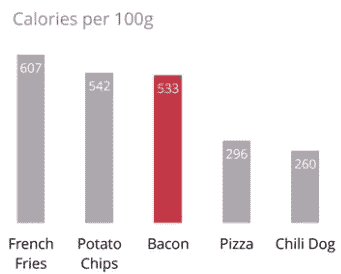 Calories per 100g
607
542
533
296
260
French
Fries
Potato
Chips
Bacon
Pizza
Chili Dog